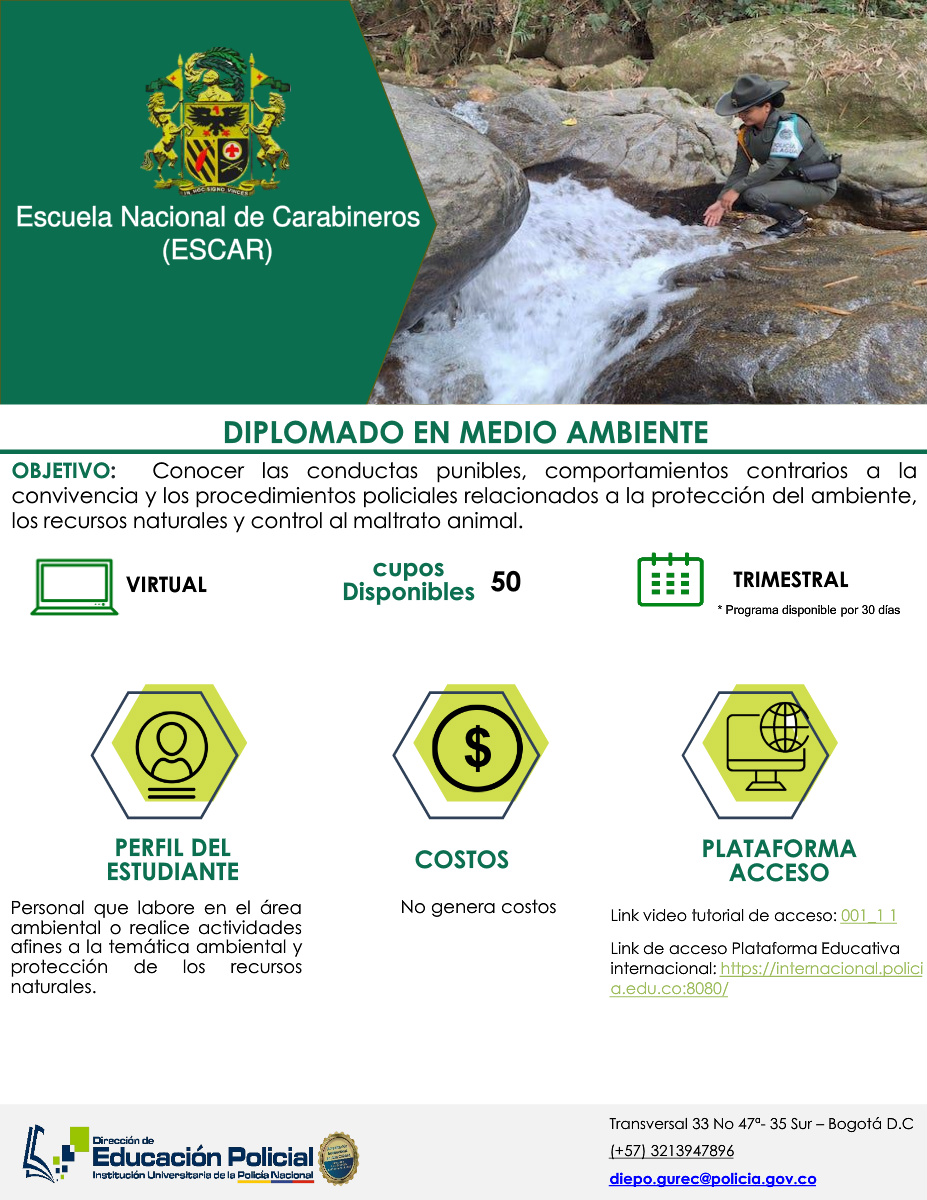 IN HOC SIGNO VINCES
Escuela Nacional de Carabineros
(ESCAR)
POLICÍA
DEL AGUA
DIPLOMADO EN MEDIO AMBIENTE
OBJETIVO: Conocer las conductas punibles, comportamientos contrarios a la
convivencia y los procedimientos policiales relacionados a la protección del ambiente,
los recursos naturales y control al maltrato animal.
VIRTUAL
cupos
Disponibles 50
TRIMESTRAL
* Programa disponible por 30 días
$
PERFIL DEL
ESTUDIANTE
Personal que labore en el área
ambiental o realice actividades
afines a la temática ambiental y
protección de los recursos
naturales.
COSTOS
No genera costos
PLATAFORMA
ACCESO
Link video tutorial de acceso: 001_1 1
Link de acceso Plataforma Educativa
internacional: https://internacional.polici
a.edu.co:8080/
Dirección de
Educación Policial
Institución Universitaria de la Policía Nacional
Transversal 33 No 47ª- 35 Sur – Bogotá D.C
(+57) 3213947896
diepo.gurec@policia.gov.co